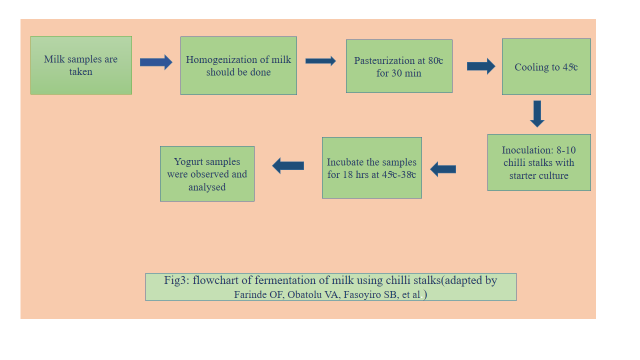 Milk samples are
taken
Homogenization of milk
should be done
Pasteurization at 80c
for 30 min
Cooling to 45c
Inoculation: 8-10
chilli stalks with
starter culture
Incubate the samples
for 18 hrs at 45c-38c
Yogurt samples
were observed and
analysed
Fig3: flowchart of fermentation of milk using chilli stalks(adapted by
Farinde OF, Obatolu VA, Fasoyiro SB, et al )